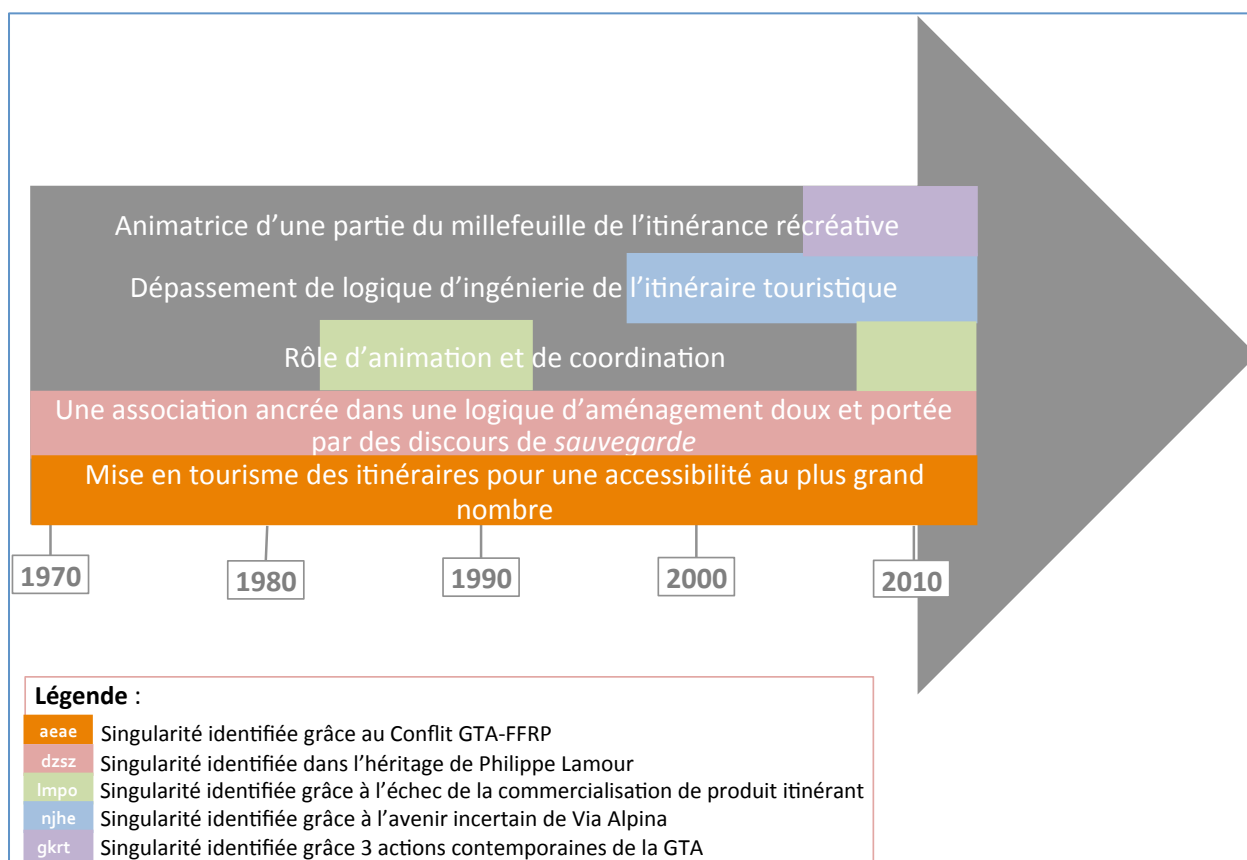 Animatrice d’une partie du millefeuille de l’itinérance récréative
Dépassement de logique d’ingénierie de l’itinéraire touristique
Rôle d’animation et de coordination
Une association ancrée dans une logique d’aménagement doux et portée
par des discours de sauvegarde
Mise en tourisme des itinéraires pour une accessibilité au plus grand
nombre
1970
1980
1990
2000
2010
Légende :
aeae Singularité identifiée grâce au Conflit GTA-FFRP
dzsz Singularité identifiée dans l’héritage de Philippe Lamour
lmpo Singularité identifiée grâce à l’échec de la commercialisation de produit itinérant
njhe Singularité identifiée grâce à l’avenir incertain de Via Alpina
gkrt Singularité identifiée grâce 3 actions contemporaines de la GTA